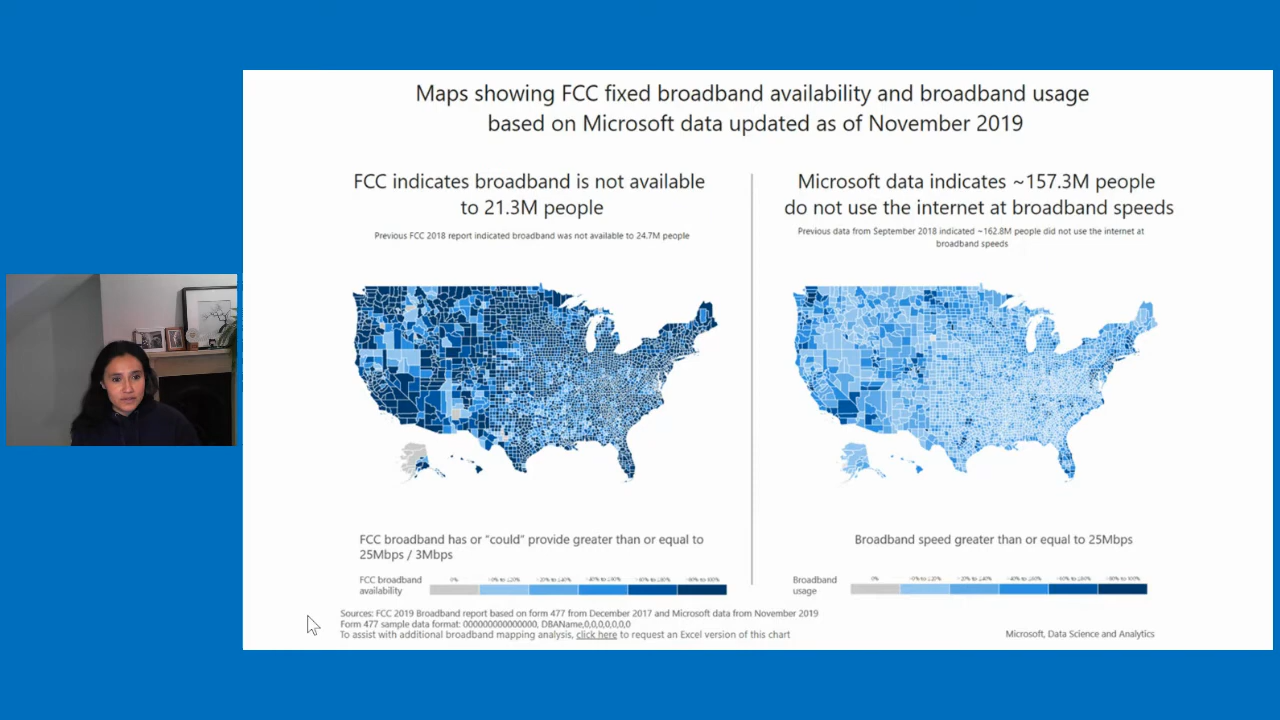 Maps showing FCC fixed broadband availability and broadband usage
based on Microsoft data updated as of November 2019
FCC indicates broadband is not available
to 21.3M people
Previous FCC 2018 report indicated broadband was not available to 24.7M people
Microsoft data indicates ~157.3M people
do not use the internet at broadband speeds
Previous data from September 2018 indicated ~162.8M people did not use the internet at
broadband speeds
FCC broadband has or “could” provide greater than or equal to
25Mbps / 3Mbps
FCC broadband
availability
0%
Broadband speed greater than or equal to 25Mbps
Broadband
usage
0%
Sources: FCC 2019 Broadband report based on form 477 from December 2017 and Microsoft data from November 2019
Form 477 sample data format: DBAName,0,0,0,0,0,0,0
To assist with additional broadband mapping analysis, click here to request an Excel version of this chart
Microsoft, Data Science and Analytics